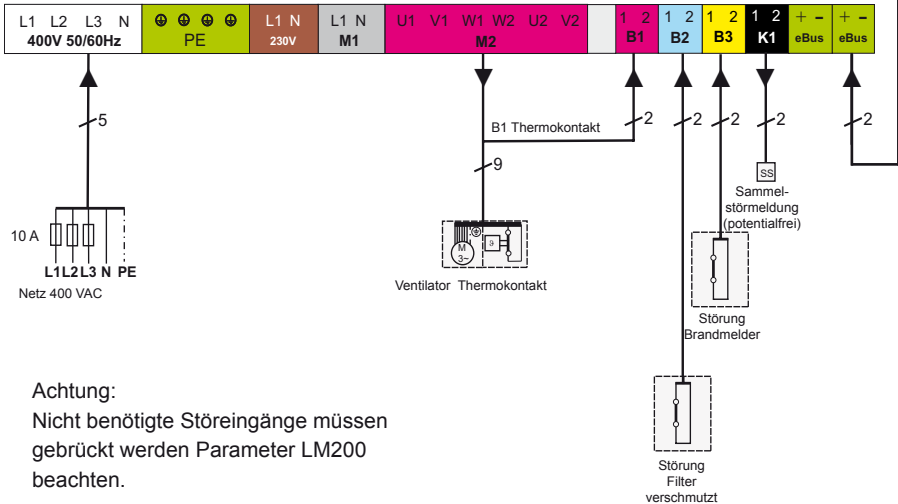 L1 L2 L3 N
400V 50/60Hz
PE
L1 N
230V
L1 N
M1
U1 V1 W1 W2 U2 V2
M2
1 2
B1
1 2
B2
1 2
B3
1 2
K1
+ -
eBus
+ -
eBus
5
B1 Thermokontakt
2
2
2
2
2
9
SS
Sammel-
störmeldung
(potentialfrei)
10 A
L1 L2 L3 N PE
Netz 400 VAC
M
3~
ϑ
Ventilator Thermokontakt
Störung
Brandmelder
Achtung:
Nicht benötigte Störeingänge müssen
gebrückt werden Parameter LM200
beachten.
Störung
Filter
verschmutzt